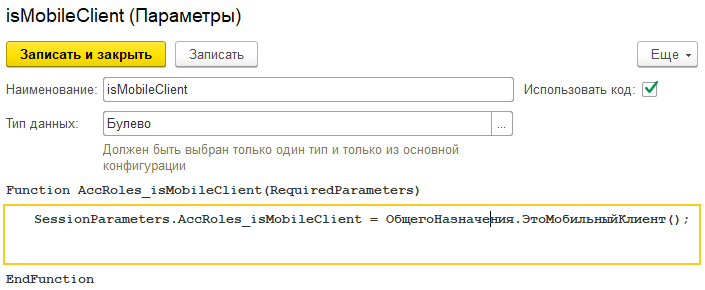 isMobileClient (Параметры)
Записать и закрыть Записать Еще
Наименование: isMobileClient Использовать код:
Тип данных: Булево ...
Должен быть выбран только один тип и только из основной
конфигурации
Function AccRoles_isMobileClient(RequiredParameters)
SessionParameters.AccRoles_isMobileClient = ОбщегоНазначения.ЭтоМобильныйКлиент();
EndFunction